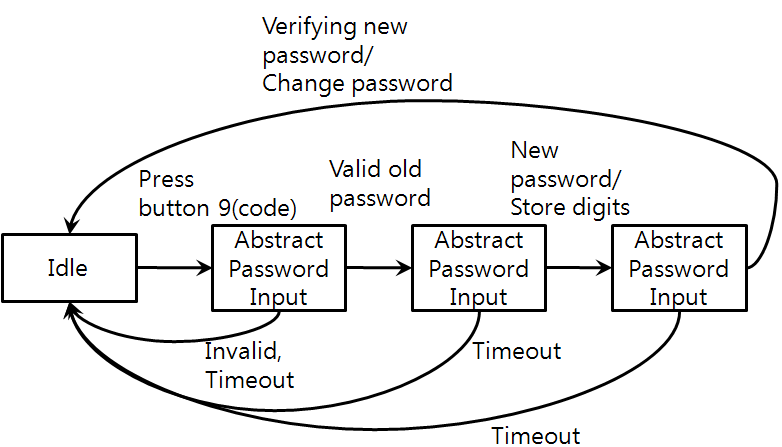 Verifying new
password/
Change password
Press
button 9(code)
Valid old
password
New
password/
Store digits
Idle
Abstract
Password
Input
Abstract
Password
Input
Abstract
Password
Input
Invalid,
Timeout
Timeout
Timeout